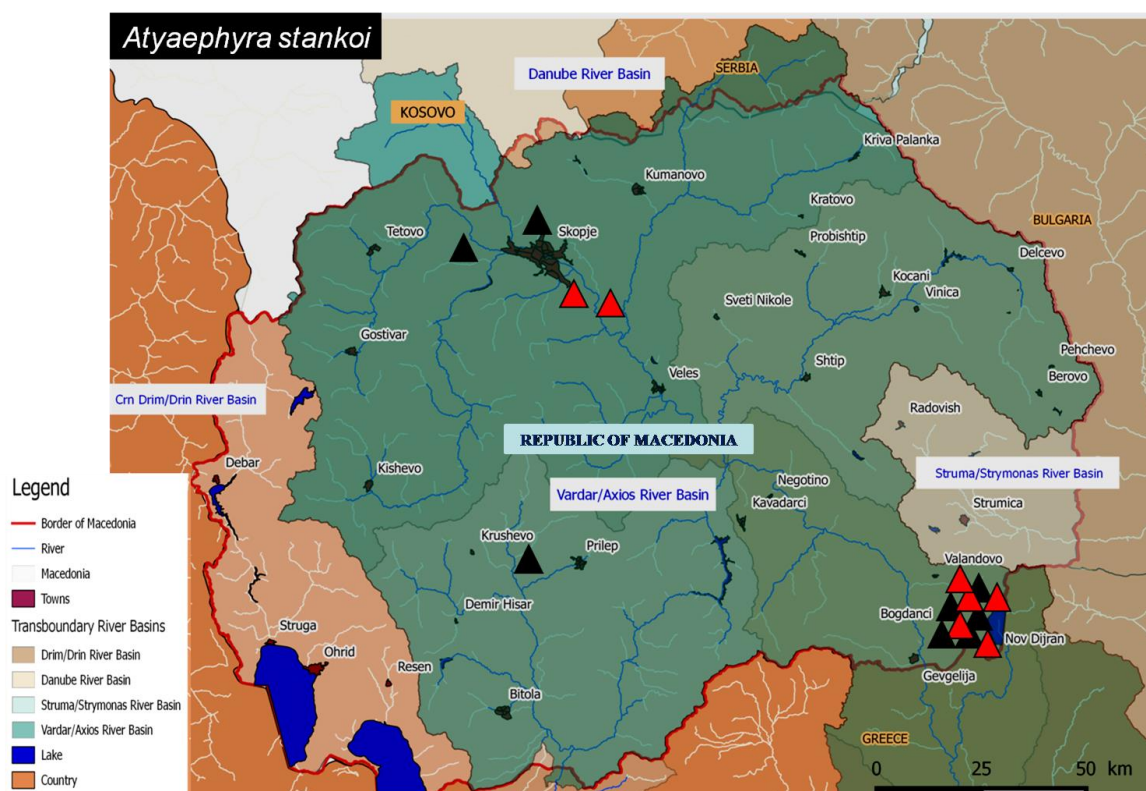 Atyaephyra stankoi
Danube River Basin
SERBIA
KOSOVO
Kriva Palanka
Kumanovo
Kratovo
BULGARIA
Tetovo
Skopje
Probishtip
Delcevo
Kocani
Vinica
Sveti Nikole
Gostivar
Shtip
Pehchevo
Veles
Berovo
Crn Drim/Drin River Basin
Radovish
REPUBLIC OF MACEDONIA
Debar
Kishevo
Negotino
Struma/Strymonas River Basin
Vardar/Axios River Basin
Kavadarci
Strumica
Krushevo
Prilep
Valandovo
Demir Hisar
Bogdanci
Struga
Nov Dijran
Ohrid
Resen
Gevgelija
Bitola
GREECE
0 25 50 km
Legend
Border of Macedonia
River
Macedonia
Towns
Transboundary River Basins
Drim/Drin River Basin
Danube River Basin
Struma/Strymonas River Basin
Vardar/Axios River Basin
Lake
Country